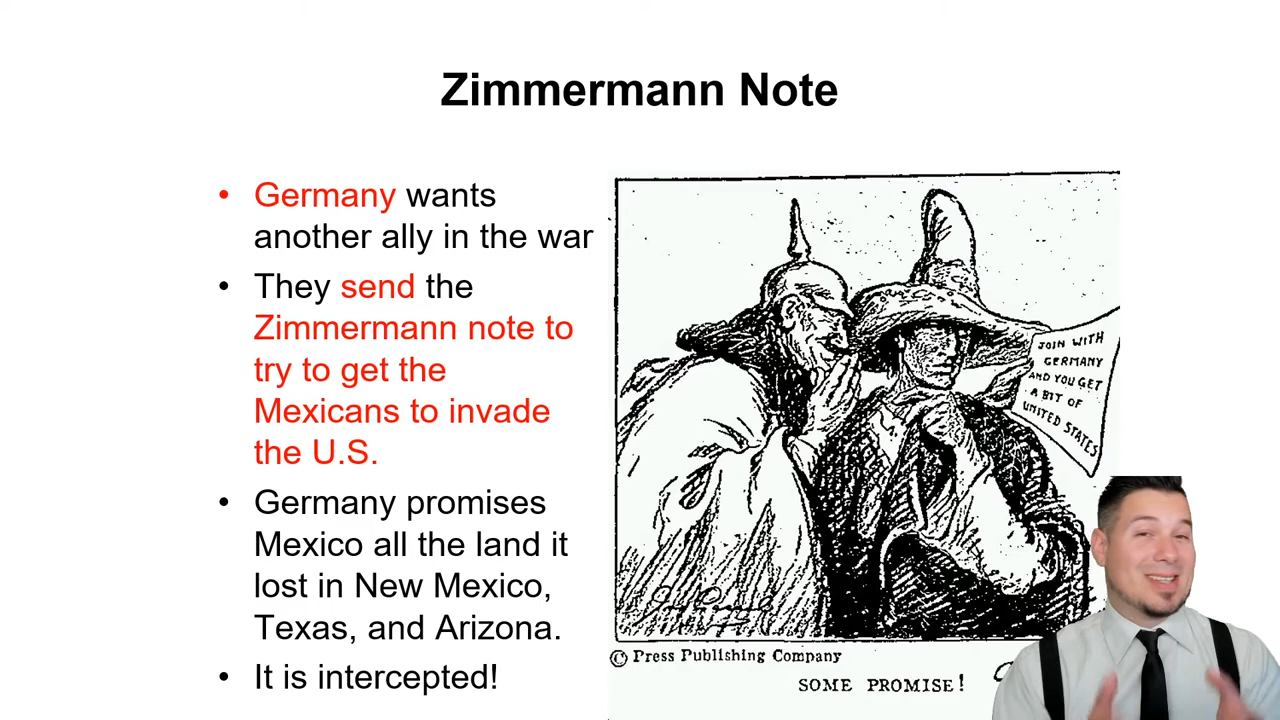 Zimmermann Note
• Germany wants
another ally in the war
• They send the
Zimmermann note to
try to get the
Mexicans to invade
the U.S.
• Germany promises
Mexico all the land it
lost in New Mexico,
Texas, and Arizona.
• It is intercepted!
JOIN WITH
GERMANY
AND YOU GET
A BIT OF
UNITED STATES
© Press Publishing Company
SOME PROMISE!